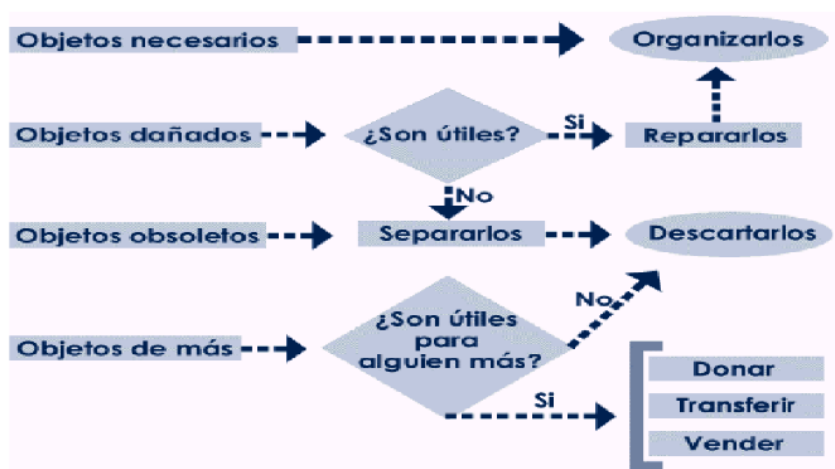 Objetos necesarios
Organizarlos
Objetos dañados
¿Son útiles?
Si
Repararlos
No
Objetos obsoletos
Separarlos
Descartarlos
Objetos de más
¿Son útiles
para
alguien más?
No
Si
Donar
Transferir
Vender